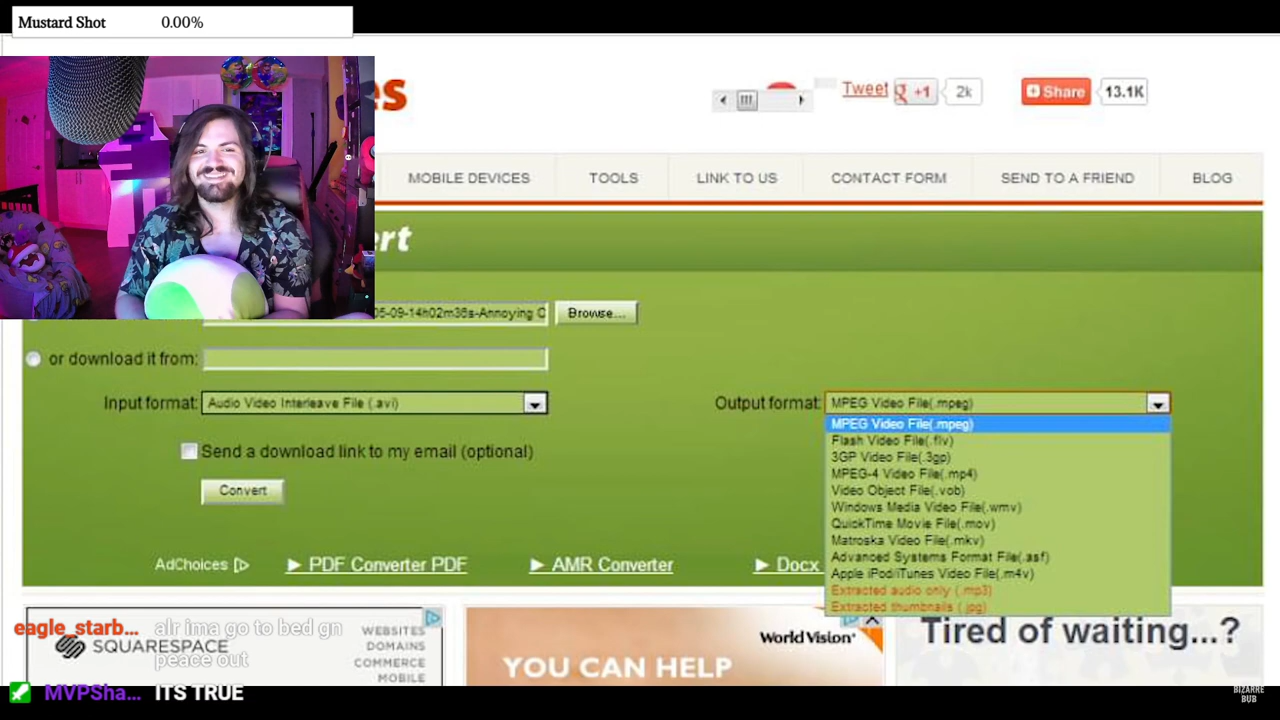 Mustard Shot 0.00%
es
Tweet
+1
2k
Share
13.1K
MOBILE DEVICES
TOOLS
LINK TO US
CONTACT FORM
SEND TO A FRIEND
BLOG
rt
05-09-14h02m36s-Annoying O
Browse...
or download it from:
Input format:
Audio Video Interleave File (.avi)
Output format:
MPEG Video File(.mpeg)
MPEG Video File(.mpeg)
Flash Video File(.flv)
3GP Video File(.3gp)
MPEG-4 Video File(.mp4)
Video Object File(.vob)
Windows Media Video File(.wmv)
QuickTime Movie File(.mov)
Matroska Video File(.mkv)
Advanced Systems Format File(.asf)
Apple iPod/iTunes Video File(.m4v)
Extracted audio only (.mp3)
Extracted thumbnails (.jpg)
Send a download link to my email (optional)
Convert
AdChoices
PDF Converter PDF
AMR Converter
Docx
SQUARESPACE
WEBSITES
DOMAINS
COMMERCE
MOBILE
World Vision
YOU CAN HELP
Tired of waiting...?
eagle_starb... alr ima go to bed gn
peace out
MVPSha... ITS TRUE
BIZARRE
BUB